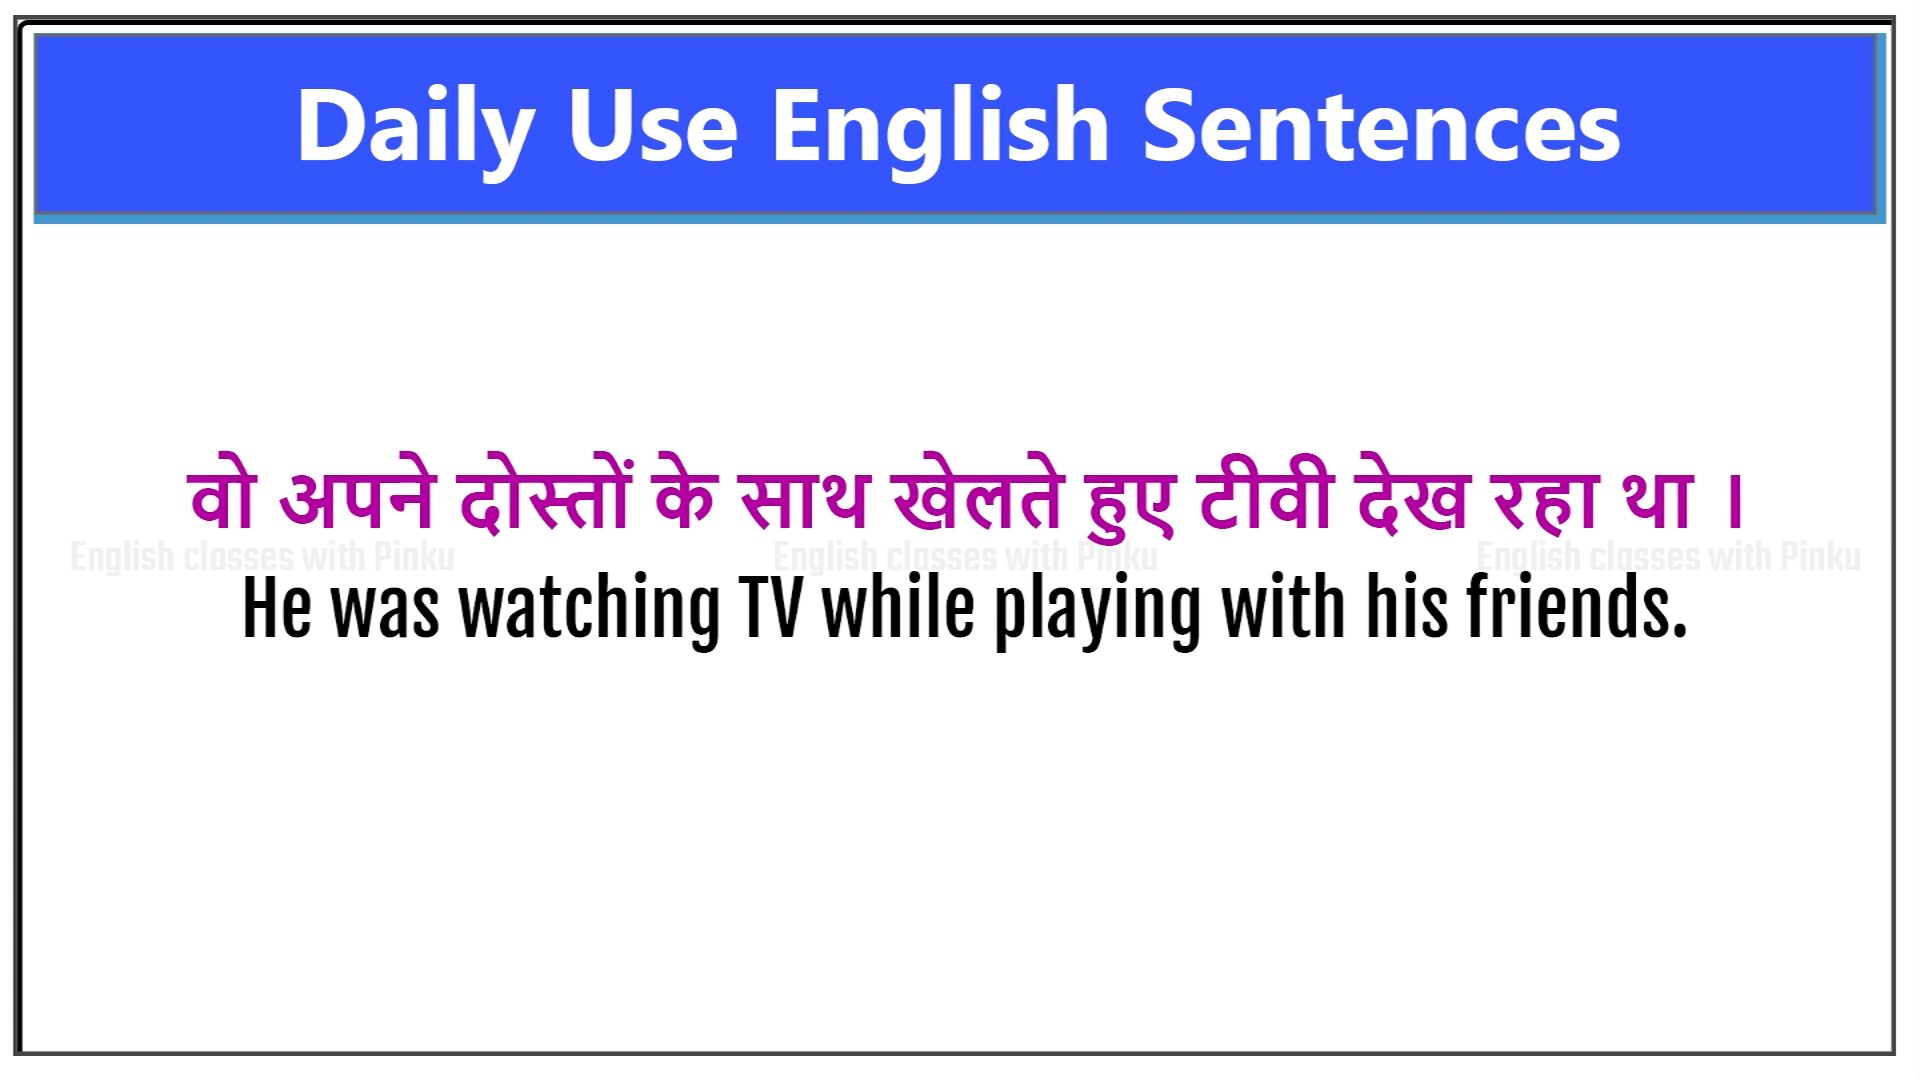 Daily Use English Sentences
वो अपने दोस्तों के साथ खेलते हुए टीवी देख रहा था ।
English classes with Pinku English classes with Pinku English classes with Pinku
He was watching TV while playing with his friends.